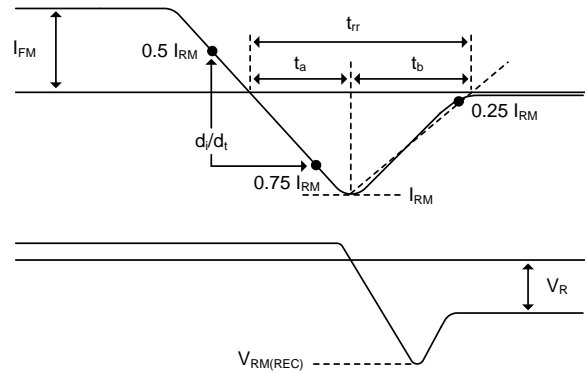 t_rr
I_FM
0.5 I_RM
t_a
t_b
0.25 I_RM
d_i/d_t
0.75 I_RM
I_RM
V_R
V_RM(REC)